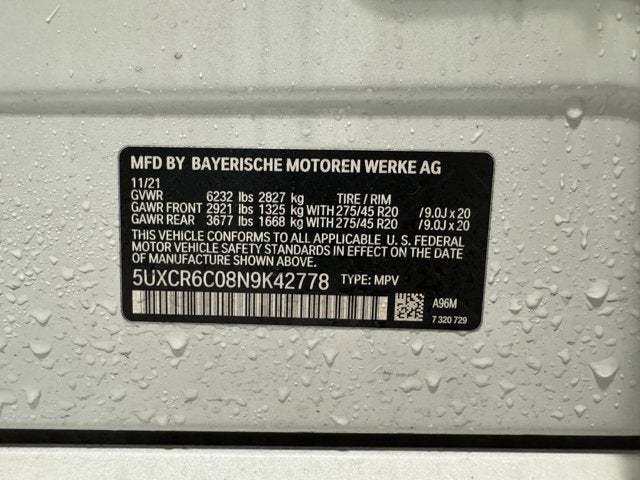 MFD BY BAYERISCHE MOTOREN WERKE AG
11/21
GVWR 6232 lbs 2827 kg TIRE / RIM
GAWR FRONT 2921 lbs 1325 kg WITH 275/45 R20 /9.0J x 20
GAWR REAR 3677 lbs 1668 kg WITH 275/45 R20 /9.0J x 20
THIS VEHICLE CONFORMS TO ALL APPLICABLE U. S. FEDERAL
MOTOR VEHICLE SAFETY STANDARDS IN EFFECT ON THE DATE
OF MANUFACTURE SHOWN ABOVE.
5UXCR6C08N9K42778 TYPE: MPV
A96M
7 320 729